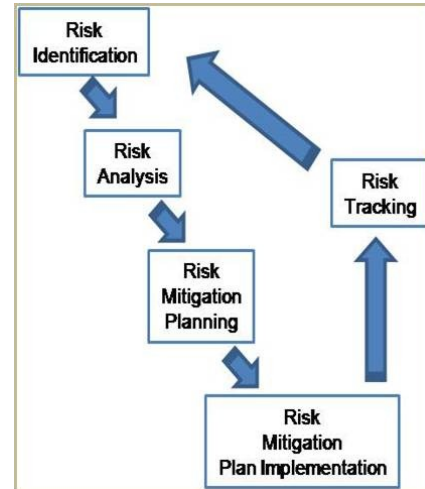 Risk
Identification
Risk
Analysis
Risk
Mitigation
Planning
Risk
Mitigation
Plan Implementation
Risk
Tracking